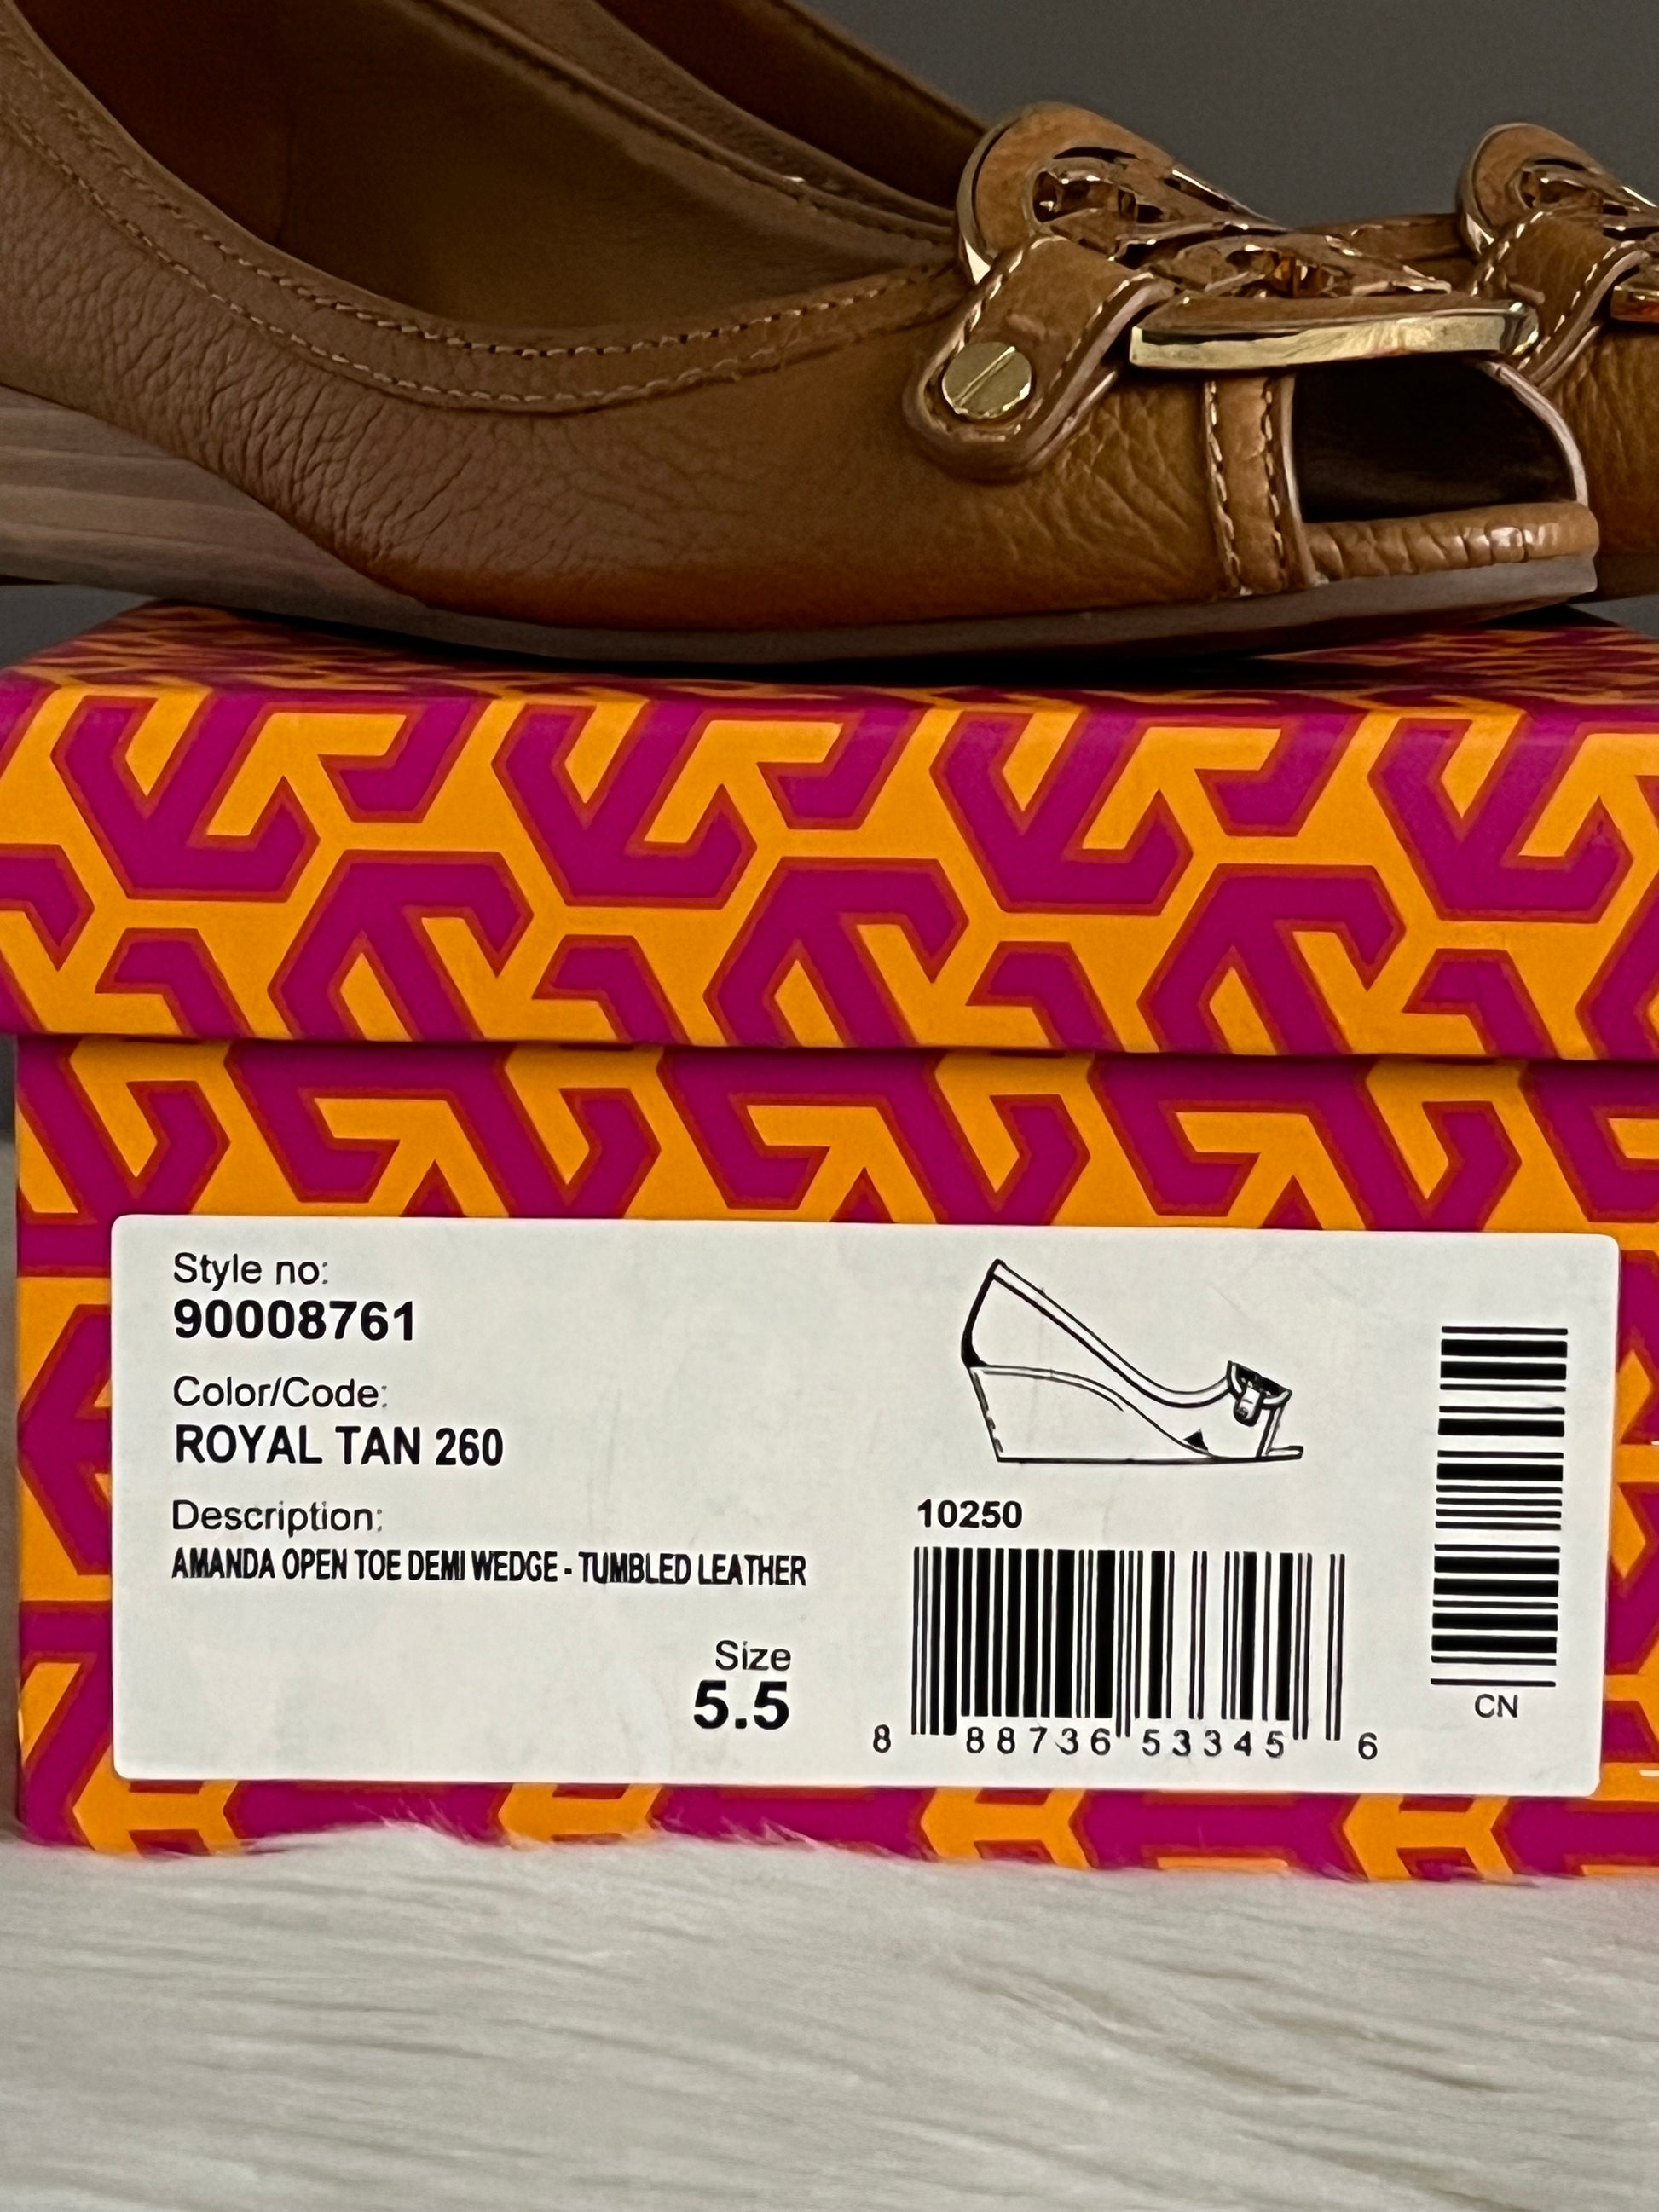 Style no:
90008761
Color/Code:
ROYAL TAN 260
Description:
AMANDA OPEN TOE DEMI WEDGE - TUMBLED LEATHER
Size
5.5
10250
8 88736 53345 6
CN